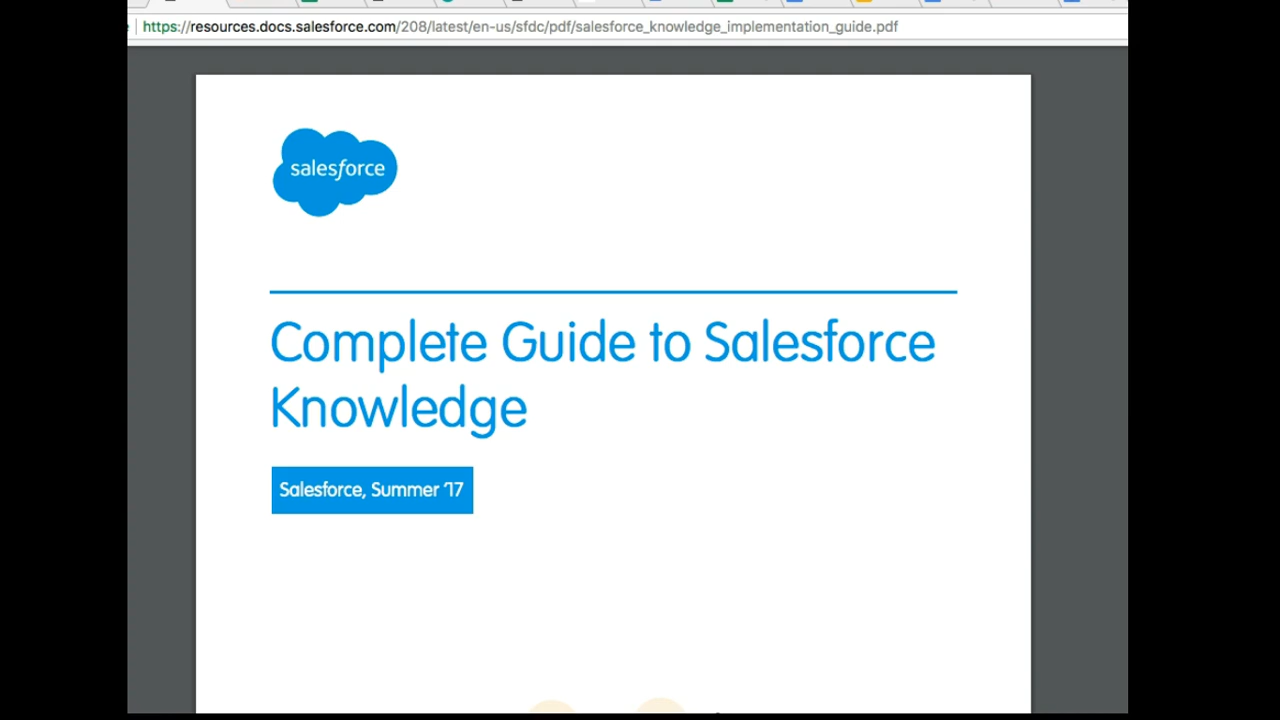 https://resources.docs.salesforce.com/208/latest/en-us/sfdc/pdf/salesforce_knowledge_implementation_guide.pdf
salesforce
Complete Guide to Salesforce
Knowledge
Salesforce, Summer ’17